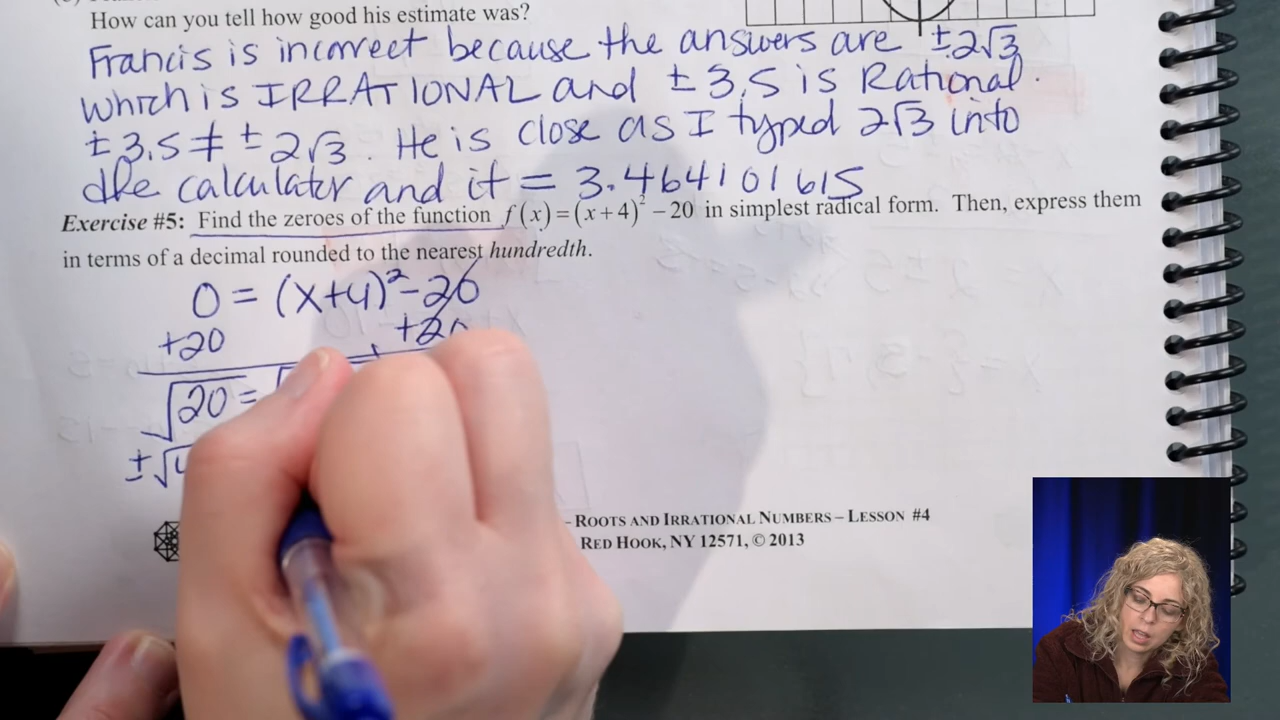 How can you tell how good his estimate was?
Francis is incorrect because the answers are ±2√3
which is IRRATIONAL and ±3.5 is Rational.
±3.5 ≠ ±2√3. He is close as I typed 2√3 into
the calculator and it = 3.464101615
Exercise #5: Find the zeroes of the function f(x)=(x+4)²−20 in simplest radical form. Then, express them
in terms of a decimal rounded to the nearest hundredth.
0 = (x+4)²-20
+20 +20
√20 =
±√
– ROOTS AND IRRATIONAL NUMBERS – LESSON #4
RED HOOK, NY 12571, © 2013